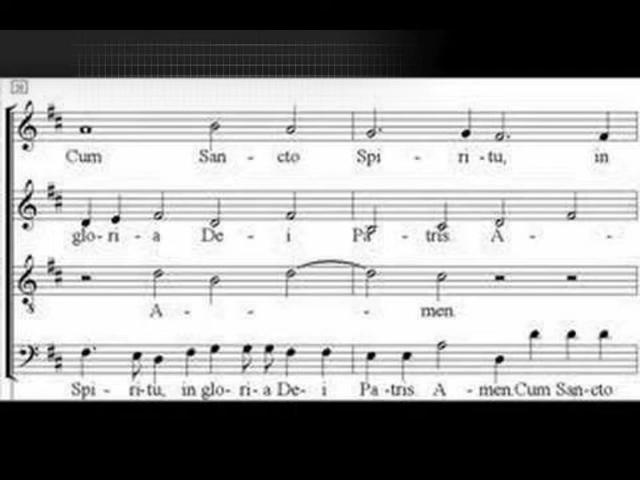 Cum San - cto Spi - ri - tu, in
glo- ri - a De - i Pa - tris. A - -
A - - - men.
Spi - ri-tu, in glo- ri-a De- i Pa -tris. A - men.Cum San-cto